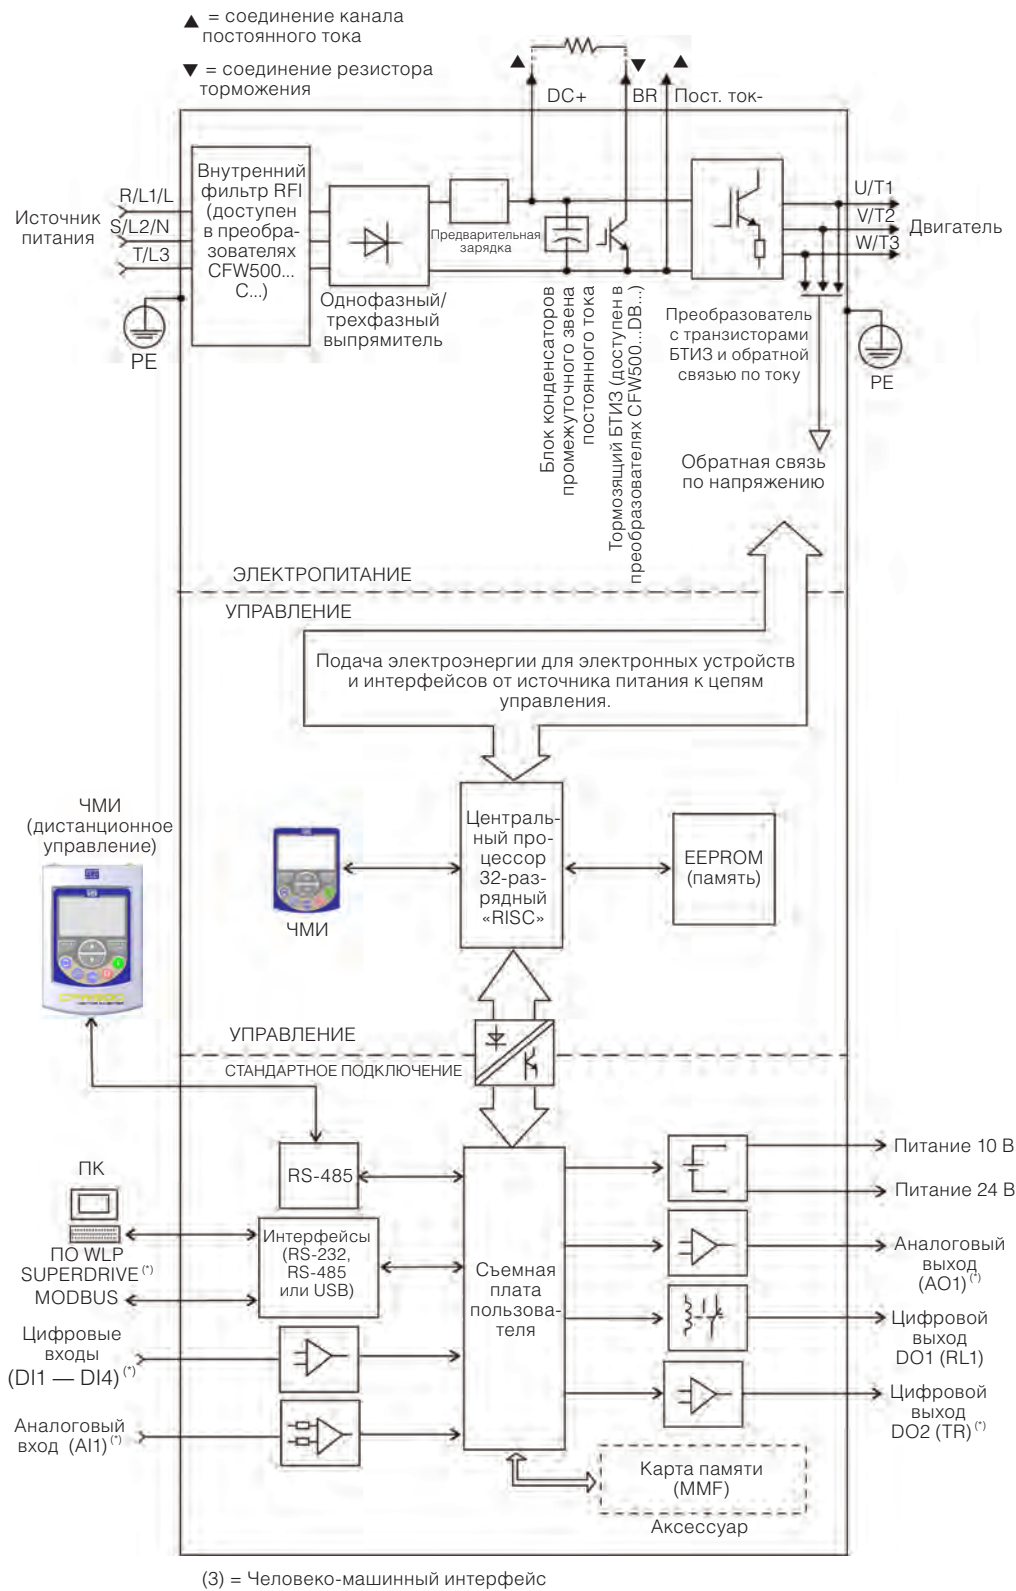 ▲ = соединение канала
постоянного тока
▼ = соединение резистора
торможения
DC+
BR
Пост. ток-
Источник
питания
R/L1/L
S/L2/N
T/L3
PE
Внутренний
фильтр RFI
(доступен
в преобра-
зователях
CFW500...
C...)
Однофазный/
трехфазный
выпрямитель
Предварительная
зарядка
Блок конденсаторов
промежуточного звена
постоянного тока
Тормозящий БТИЗ (доступен в
преобразователях CFW500...DB...)
U/T1
V/T2
W/T3
Двигатель
Преобразователь
с транзисторами
БТИЗ и обратной
связью по току
PE
Обратная связь
по напряжению
ЭЛЕКТРОПИТАНИЕ
УПРАВЛЕНИЕ
Подача электроэнергии для электронных устройств
и интерфейсов от источника питания к цепям
управления.
ЧМИ
(дистанционное
управление)
CFW500
ЧМИ
Централь-
ный про-
цессор
32-раз-
рядный
«RISC»
EEPROM
(память)
УПРАВЛЕНИЕ
СТАНДАРТНОЕ ПОДКЛЮЧЕНИЕ
ПК
ПО WLP
SUPERDRIVE (*)
MODBUS
Цифровые
входы
(DI1 — DI4) (*)
Аналоговый
вход (AI1) (*)
RS-485
Интерфейсы
(RS-232,
RS-485
или USB)
Съемная
плата
пользова-
теля
Питание 10 В
Питание 24 В
Аналоговый
выход
(AO1) (*)
Цифровой
выход
DO1 (RL1)
Цифровой
выход
DO2 (TR) (*)
Карта памяти
(MMF)
Аксессуар
(3) = Человеко-машинный интерфейс